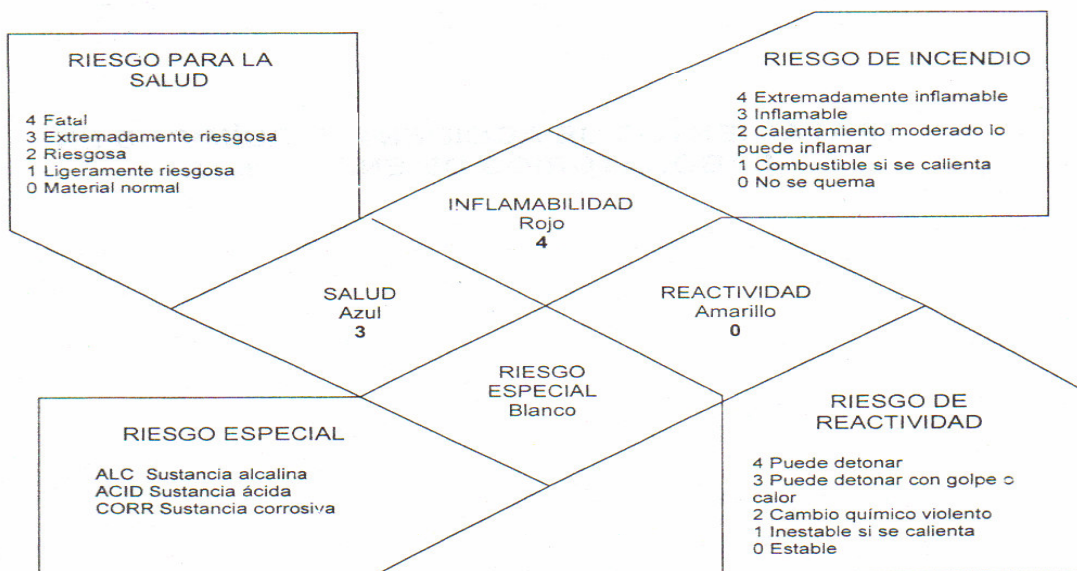 RIESGO PARA LA
SALUD
4 Fatal
3 Extremadamente riesgosa
2 Riesgosa
1 Ligeramente riesgosa
0 Material normal
RIESGO DE INCENDIO
4 Extremadamente inflamable
3 Inflamable
2 Calentamiento moderado lo
puede inflamar
1 Combustible si se calienta
0 No se quema
INFLAMABILIDAD
Rojo
4
SALUD
Azul
3
REACTIVIDAD
Amarillo
0
RIESGO
ESPECIAL
Blanco
RIESGO ESPECIAL
ALC Sustancia alcalina
ACID Sustancia ácida
CORR Sustancia corrosiva
RIESGO DE
REACTIVIDAD
4 Puede detonar
3 Puede detonar con golpe o
calor
2 Cambio químico violento
1 Inestable si se calienta
0 Estable